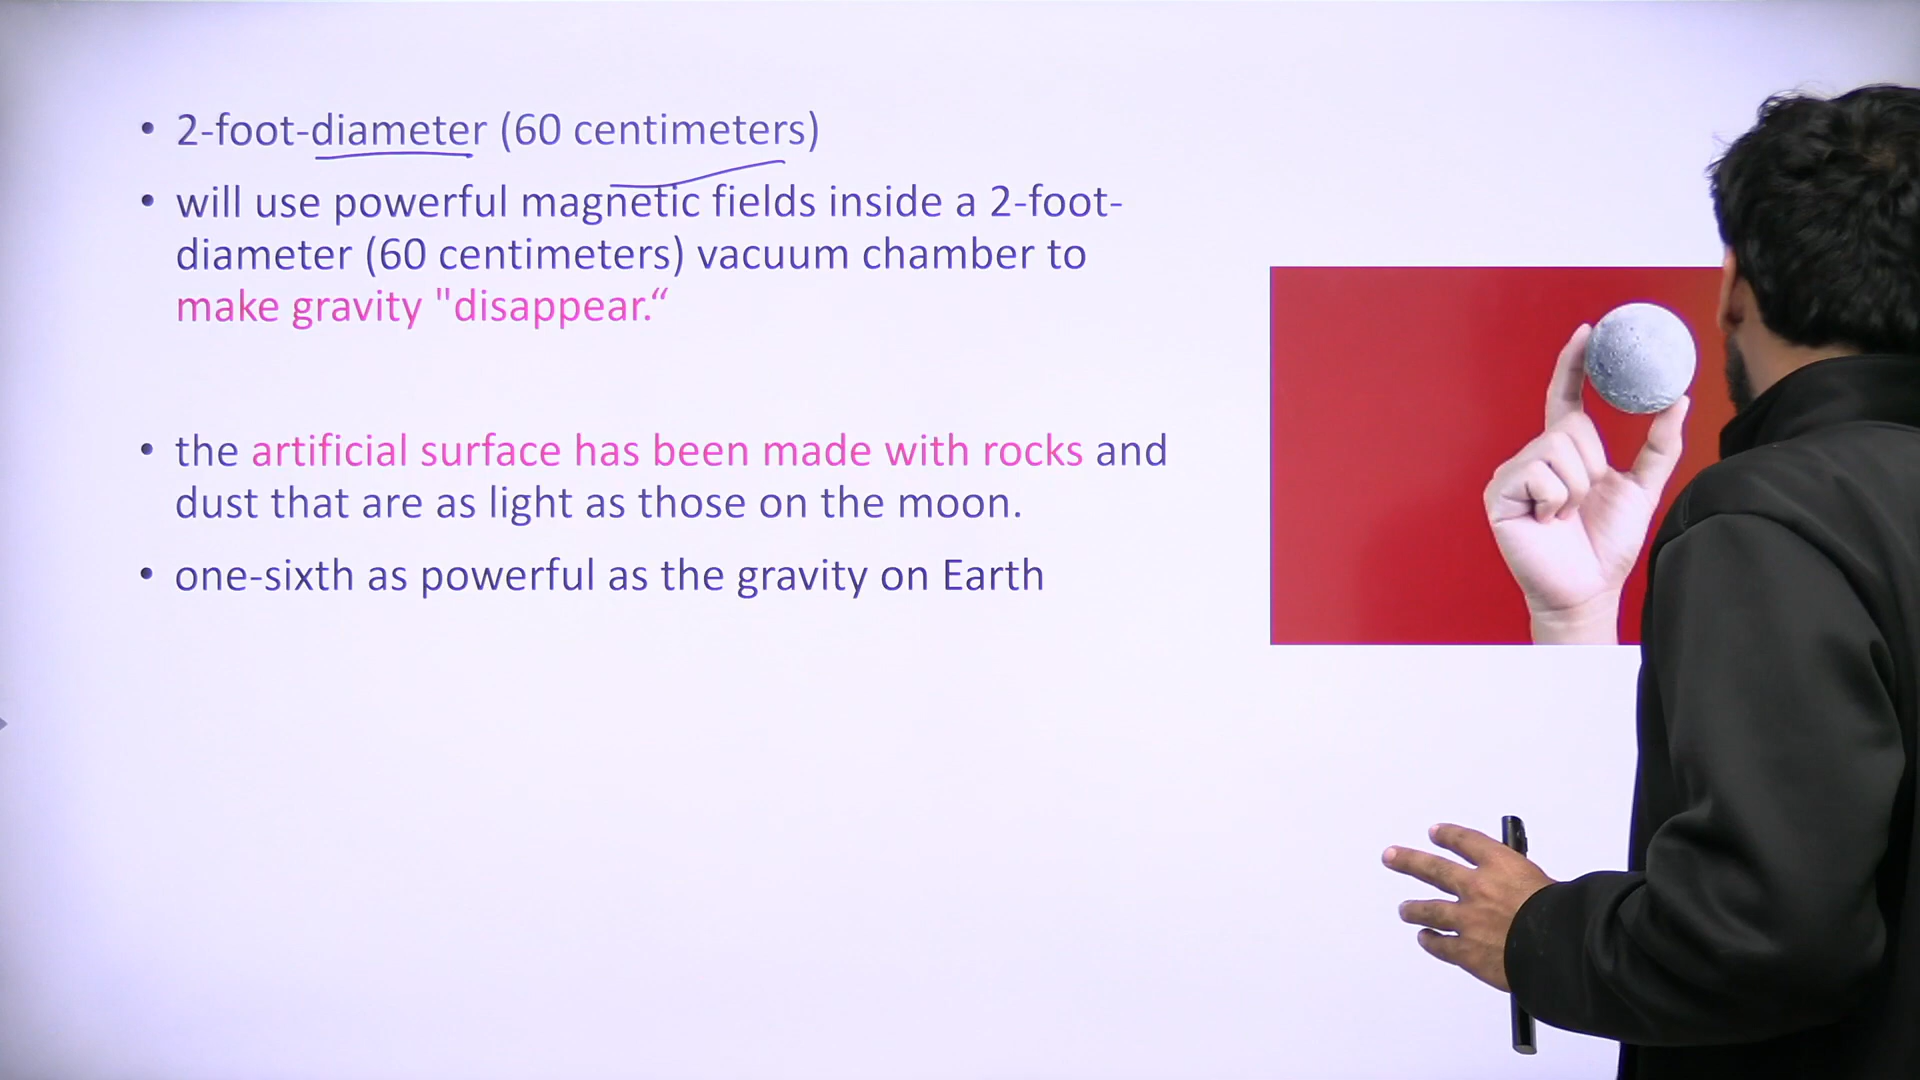 • 2-foot-diameter (60 centimeters)
• will use powerful magnetic fields inside a 2-foot-
diameter (60 centimeters) vacuum chamber to
make gravity "disappear.“
• the artificial surface has been made with rocks and
dust that are as light as those on the moon.
• one-sixth as powerful as the gravity on Earth